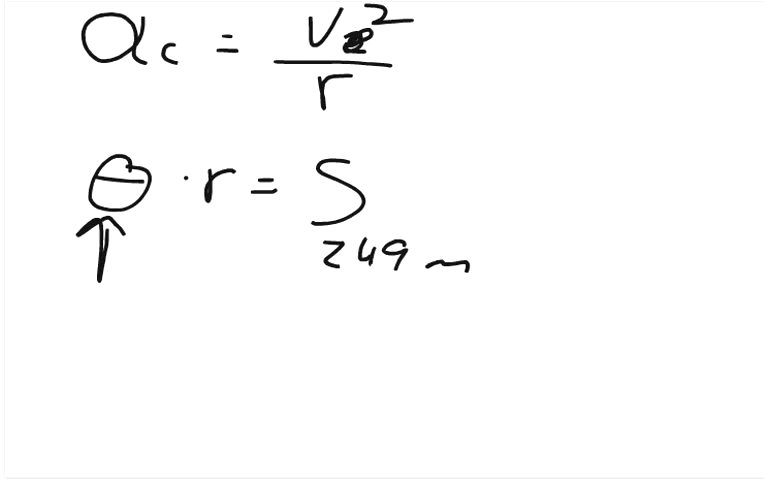 a_c = v²/r
θ · r = S
249 m